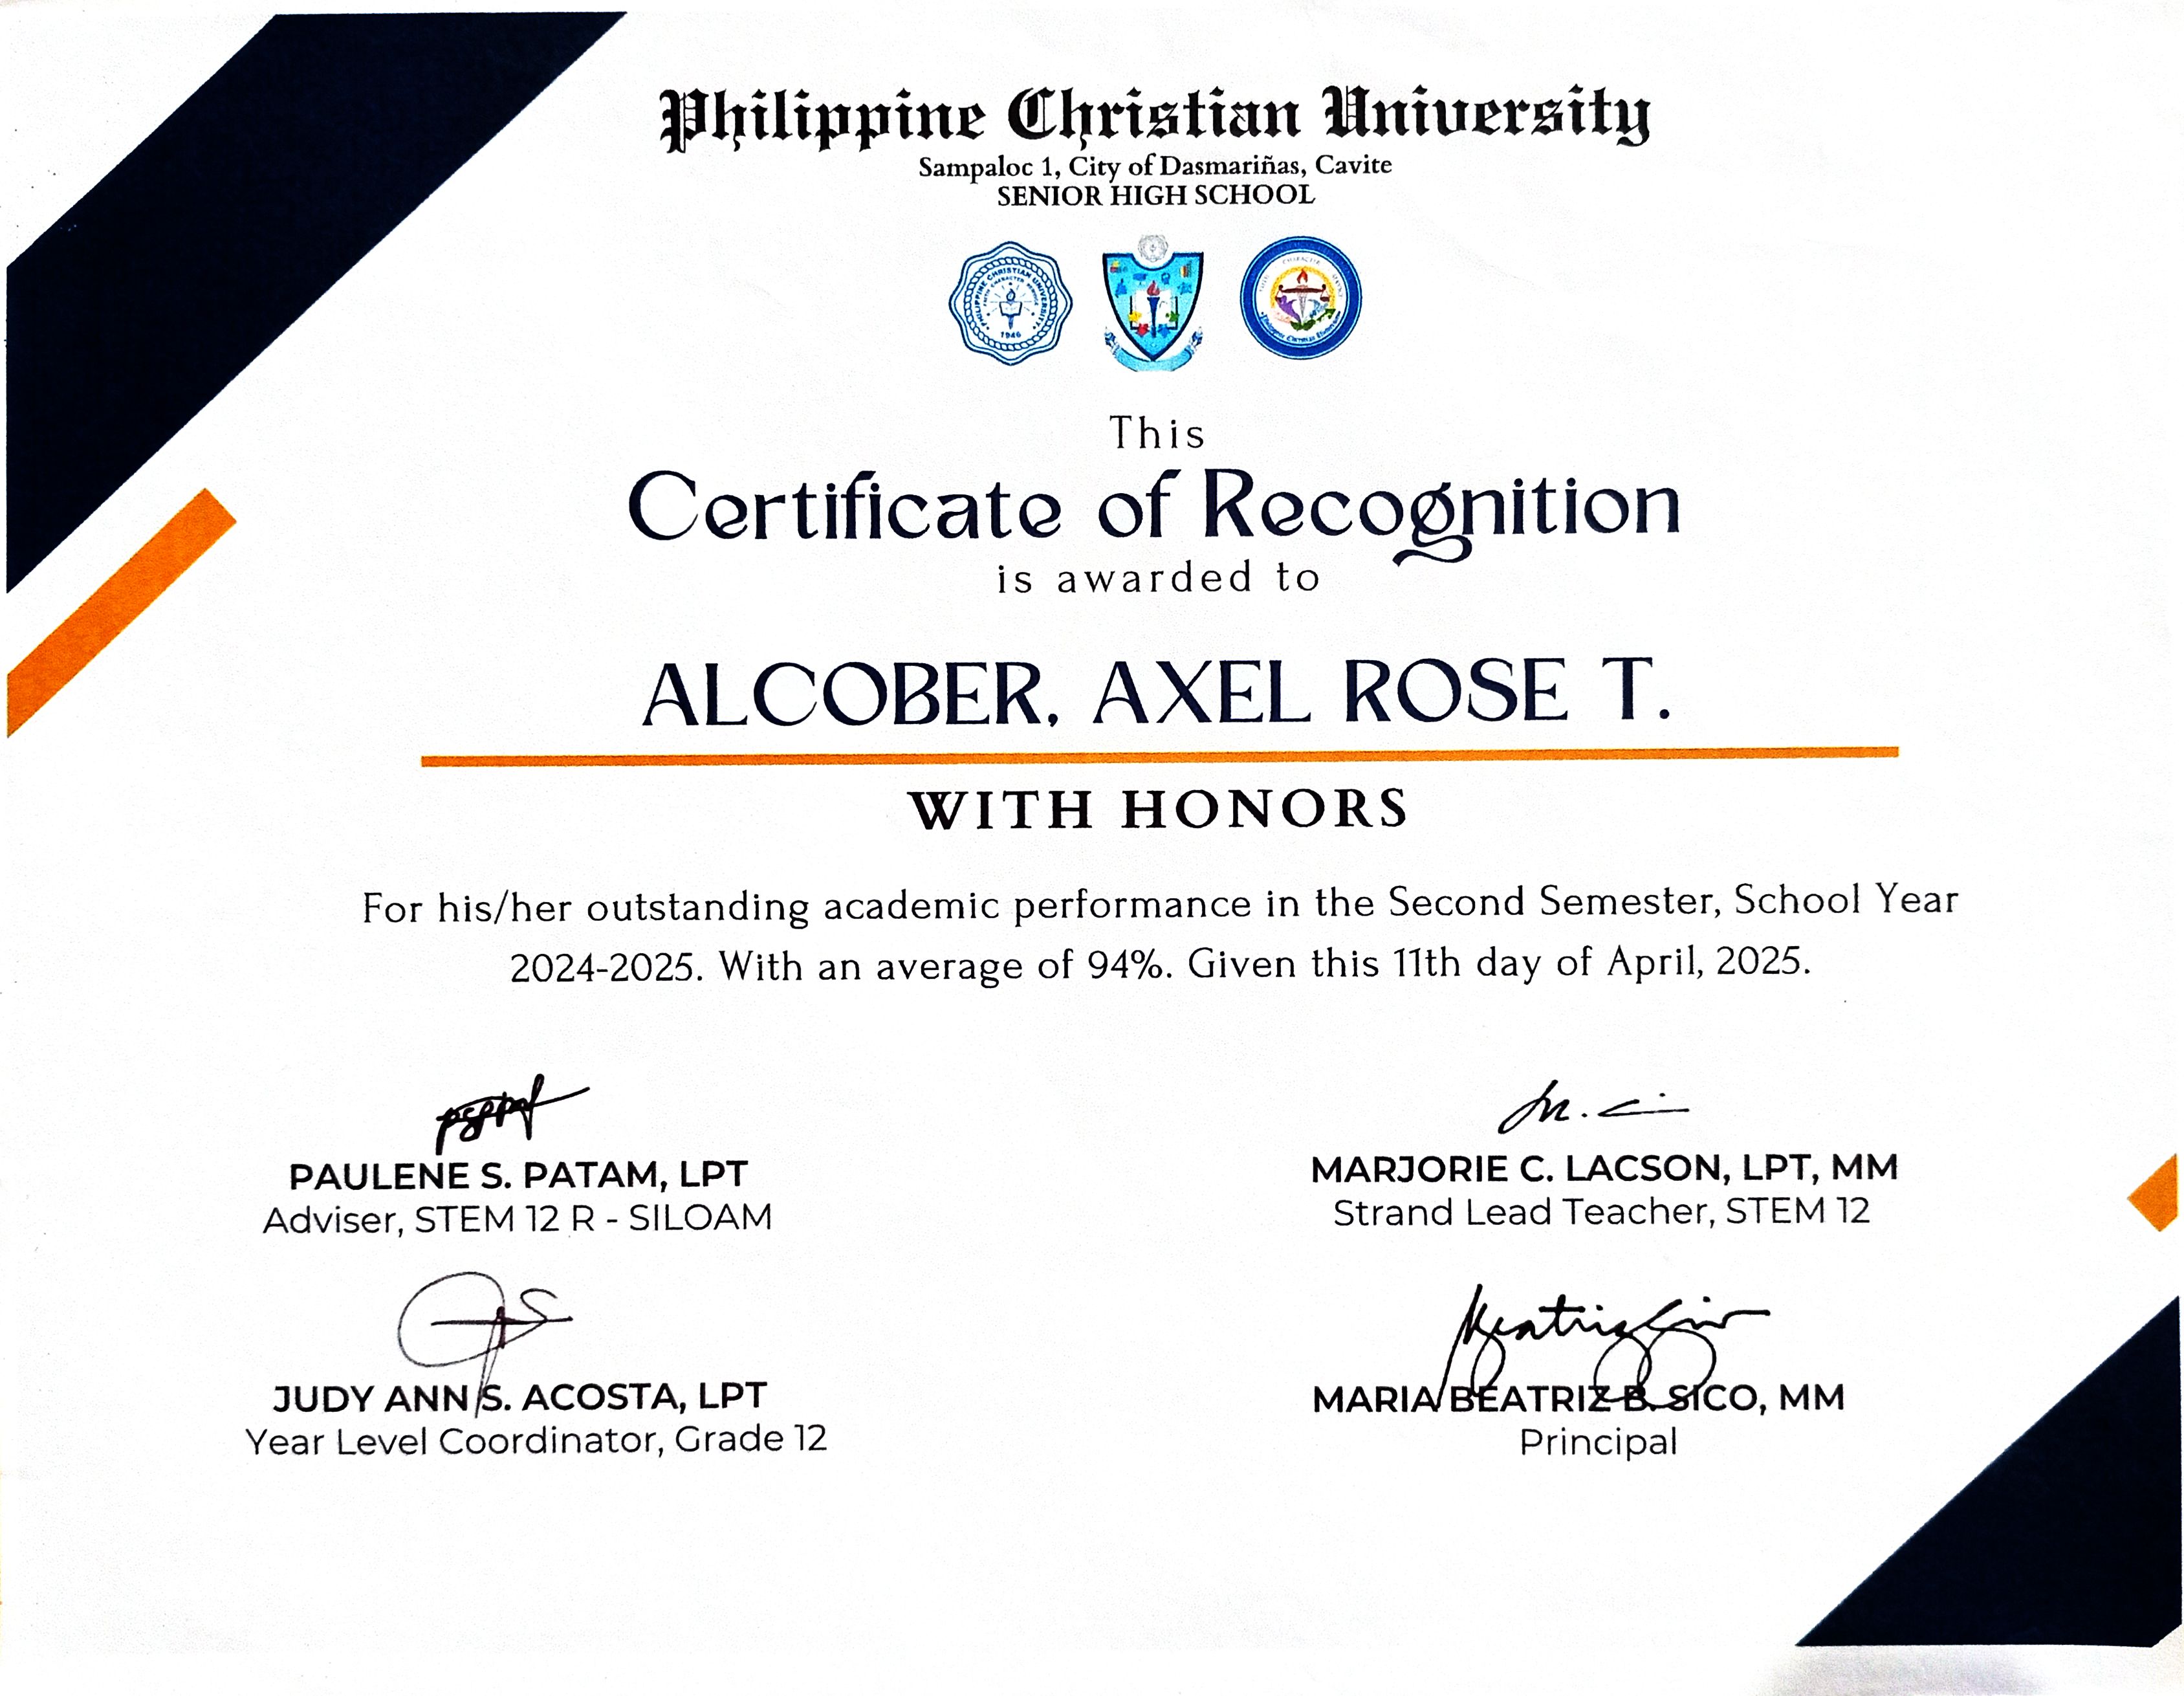 Philippine Christian University
Sampaloc 1, City of Dasmariñas, Cavite
SENIOR HIGH SCHOOL
PHILIPPINE CHRISTIAN UNIVERSITY
1946
This
Certificate of Recognition
is awarded to
ALCOBER, AXEL ROSE T.
WITH HONORS
For his/her outstanding academic performance in the Second Semester, School Year
2024-2025. With an average of 94%. Given this 11th day of April, 2025.
PAULENE S. PATAM, LPT
Adviser, STEM 12 R - SILOAM
MARJORIE C. LACSON, LPT, MM
Strand Lead Teacher, STEM 12
JUDY ANN S. ACOSTA, LPT
Year Level Coordinator, Grade 12
MARIA BEATRIZ B. SICO, MM
Principal